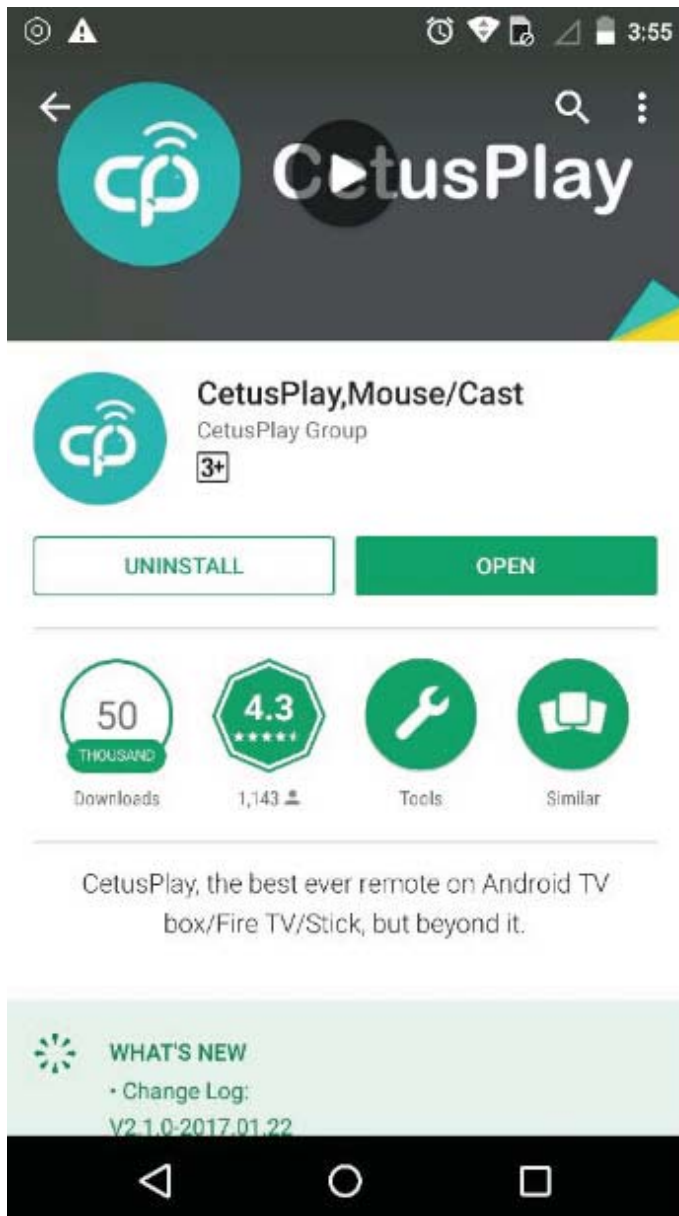 3:55
cp CetusPlay
cp
CetusPlay,Mouse/Cast
CetusPlay Group
3+
UNINSTALL
OPEN
50
THOUSAND
Downloads
4.3
1,143
Tools
Similar
CetusPlay, the best ever remote on Android TV
box/Fire TV/Stick, but beyond it.
WHAT'S NEW
• Change Log:
V2.1.0-2017.01.22